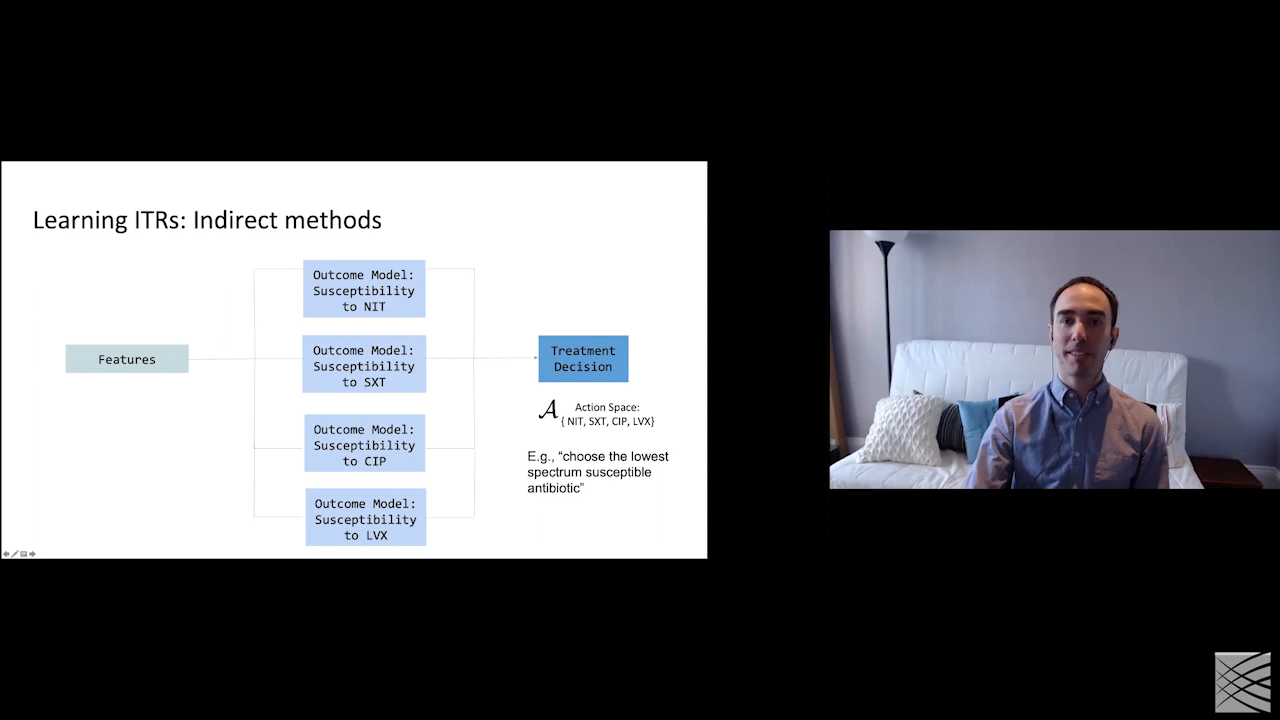 Learning ITRs: Indirect methods
Outcome Model:
Susceptibility
to NIT
Outcome Model:
Susceptibility
to SXT
Features
Treatment
Decision
𝒜 Action Space:
{ NIT, SXT, CIP, LVX}
Outcome Model:
Susceptibility
to CIP
E.g., “choose the lowest
spectrum susceptible
antibiotic”
Outcome Model:
Susceptibility
to LVX